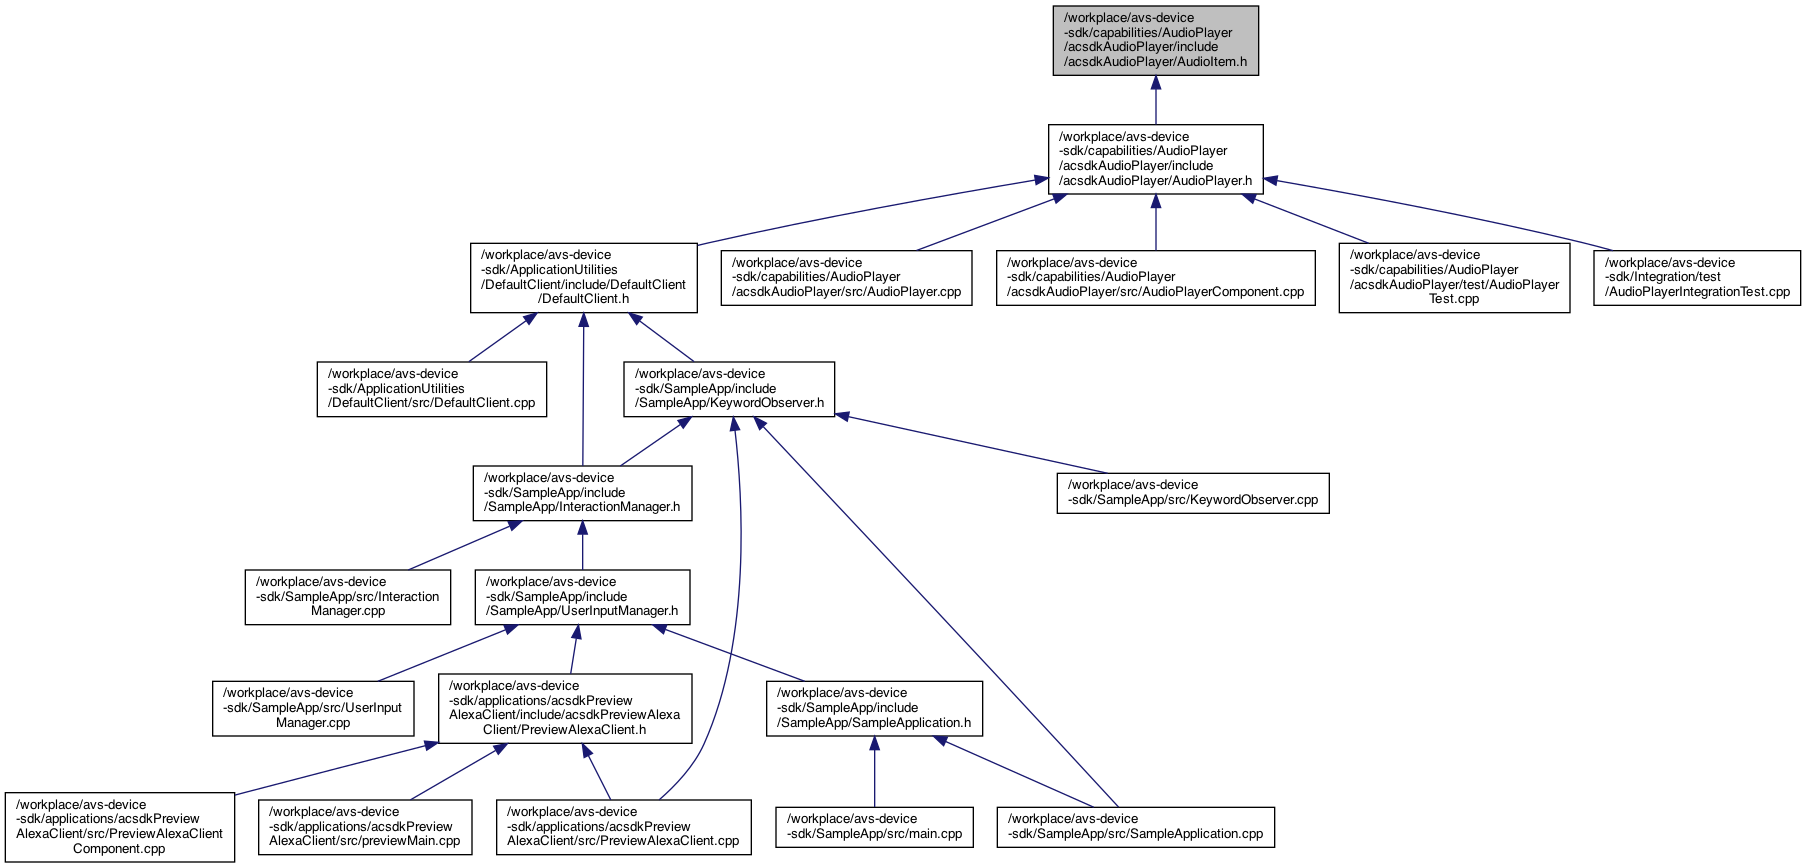 /workplace/avs-device
-sdk/capabilities/AudioPlayer
/acsdkAudioPlayer/include
/acsdkAudioPlayer/AudioItem.h
/workplace/avs-device
-sdk/capabilities/AudioPlayer
/acsdkAudioPlayer/include
/acsdkAudioPlayer/AudioPlayer.h
/workplace/avs-device
-sdk/ApplicationUtilities
/DefaultClient/include/DefaultClient
/DefaultClient.h
/workplace/avs-device
-sdk/capabilities/AudioPlayer
/acsdkAudioPlayer/src/AudioPlayer.cpp
/workplace/avs-device
-sdk/capabilities/AudioPlayer
/acsdkAudioPlayer/src/AudioPlayerComponent.cpp
/workplace/avs-device
-sdk/capabilities/AudioPlayer
/acsdkAudioPlayer/test/AudioPlayer
Test.cpp
/workplace/avs-device
-sdk/Integration/test
/AudioPlayerIntegrationTest.cpp
/workplace/avs-device
-sdk/ApplicationUtilities
/DefaultClient/src/DefaultClient.cpp
/workplace/avs-device
-sdk/SampleApp/include
/SampleApp/KeywordObserver.h
/workplace/avs-device
-sdk/SampleApp/include
/SampleApp/InteractionManager.h
/workplace/avs-device
-sdk/SampleApp/src/KeywordObserver.cpp
/workplace/avs-device
-sdk/SampleApp/src/Interaction
Manager.cpp
/workplace/avs-device
-sdk/SampleApp/include
/SampleApp/UserInputManager.h
/workplace/avs-device
-sdk/SampleApp/src/UserInput
Manager.cpp
/workplace/avs-device
-sdk/applications/acsdkPreview
AlexaClient/include/acsdkPreviewAlexa
Client/PreviewAlexaClient.h
/workplace/avs-device
-sdk/SampleApp/include
/SampleApp/SampleApplication.h
/workplace/avs-device
-sdk/applications/acsdkPreview
AlexaClient/src/PreviewAlexaClient
Component.cpp
/workplace/avs-device
-sdk/applications/acsdkPreview
AlexaClient/src/previewMain.cpp
/workplace/avs-device
-sdk/applications/acsdkPreview
AlexaClient/src/PreviewAlexaClient.cpp
/workplace/avs-device
-sdk/SampleApp/src/main.cpp
/workplace/avs-device
-sdk/SampleApp/src/SampleApplication.cpp